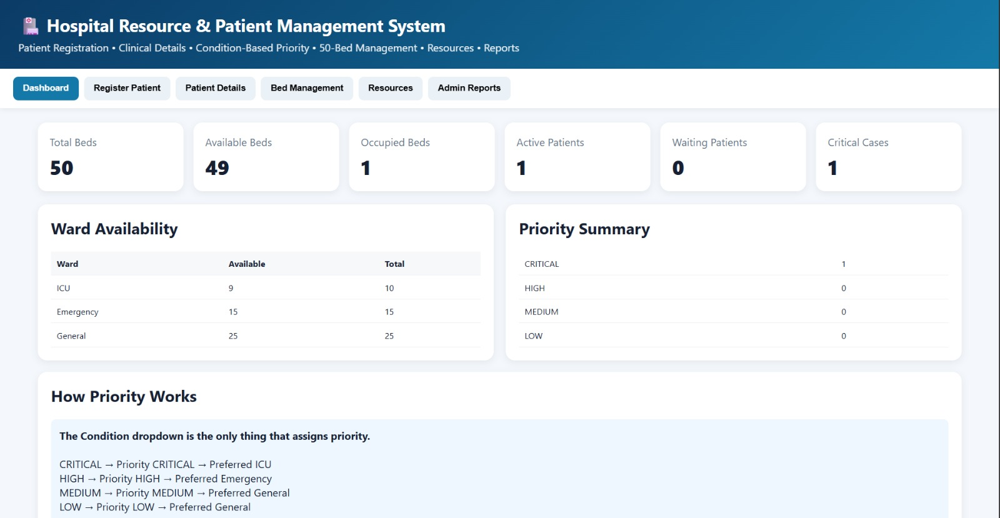 Hospital Resource & Patient Management System
Patient Registration • Clinical Details • Condition-Based Priority • 50-Bed Management • Resources • Reports
Dashboard Register Patient Patient Details Bed Management Resources Admin Reports
Total Beds Available Beds Occupied Beds Active Patients Waiting Patients Critical Cases
50 49 1 1 0 1
Ward Availability
Ward Available Total
ICU 9 10
Emergency 15 15
General 25 25
Priority Summary
CRITICAL 1
HIGH 0
MEDIUM 0
LOW 0
How Priority Works
The Condition dropdown is the only thing that assigns priority.
CRITICAL → Priority CRITICAL → Preferred ICU
HIGH → Priority HIGH → Preferred Emergency
MEDIUM → Priority MEDIUM → Preferred General
LOW → Priority LOW → Preferred General